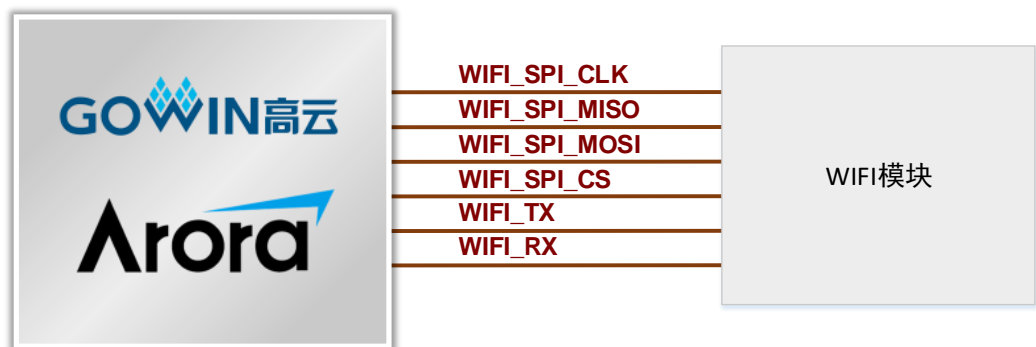 GOWIN高云
Arora
WIFI_SPI_CLK
WIFI_SPI_MISO
WIFI_SPI_MOSI
WIFI_SPI_CS
WIFI_TX
WIFI_RX
WIFI模块